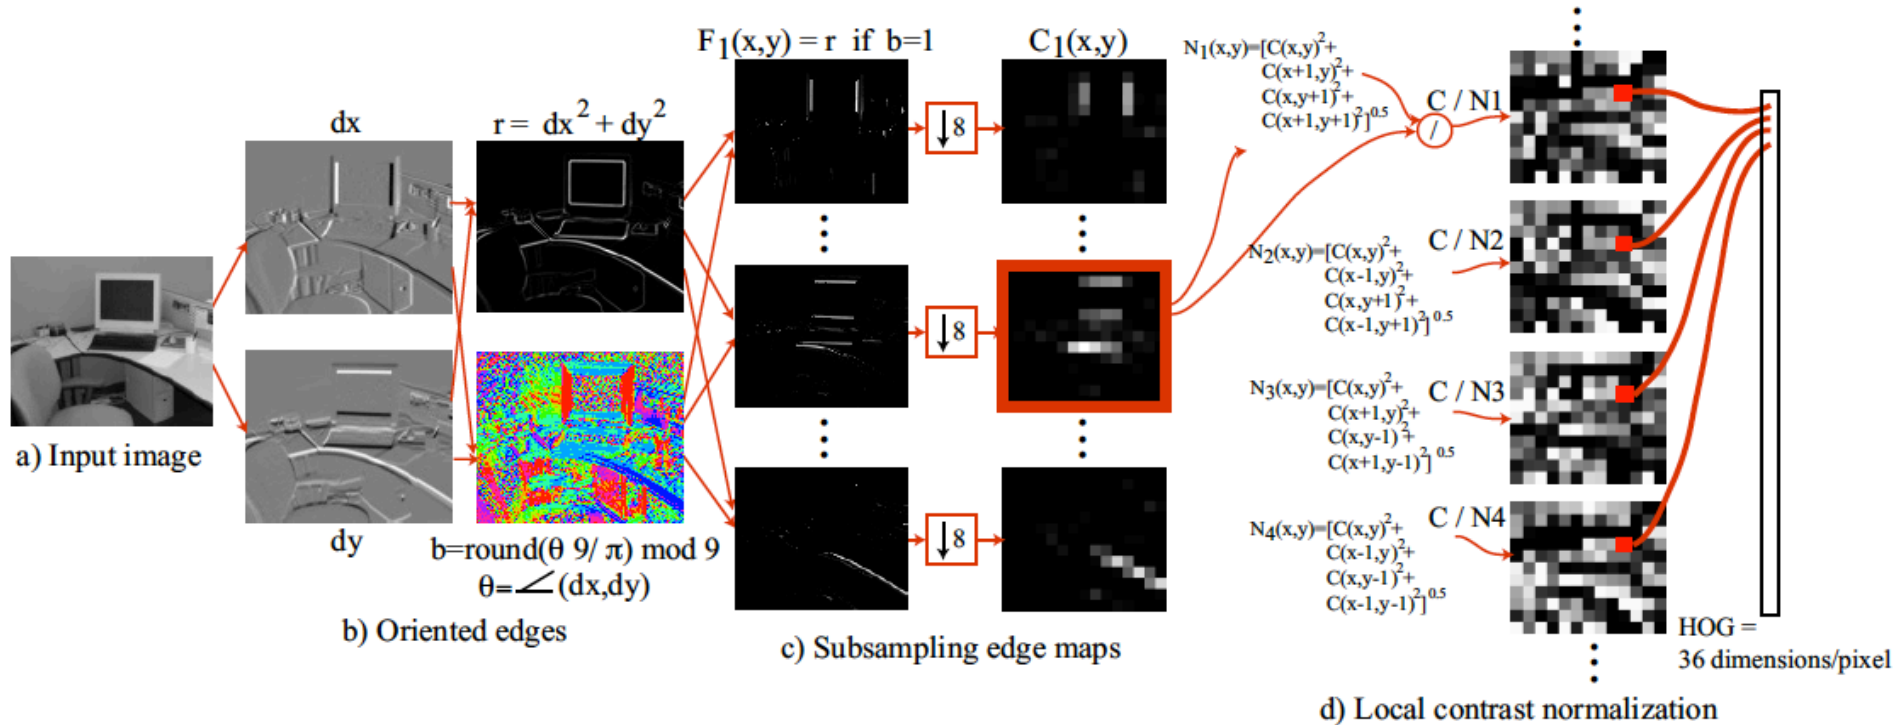 a) Input image
dx
dy
r = dx² + dy²
b=round(θ 9/ π) mod 9
θ=∠(dx,dy)
b) Oriented edges
F₁(x,y) = r if b=1
C₁(x,y)
↓8
↓8
↓8
c) Subsampling edge maps
N₁(x,y)=[C(x,y)²+
C(x+1,y)²+
C(x,y+1)²+
C(x+1,y+1)²]⁰·⁵
/
C / N1
N₂(x,y)=[C(x,y)²+
C(x-1,y)²+
C(x,y+1)²+
C(x-1,y+1)²]⁰·⁵
C / N2
N₃(x,y)=[C(x,y)²+
C(x+1,y)²+
C(x,y-1)²+
C(x+1,y-1)²]⁰·⁵
C / N3
N₄(x,y)=[C(x,y)²+
C(x-1,y)²+
C(x,y-1)²+
C(x-1,y-1)²]⁰·⁵
C / N4
HOG =
36 dimensions/pixel
d) Local contrast normalization